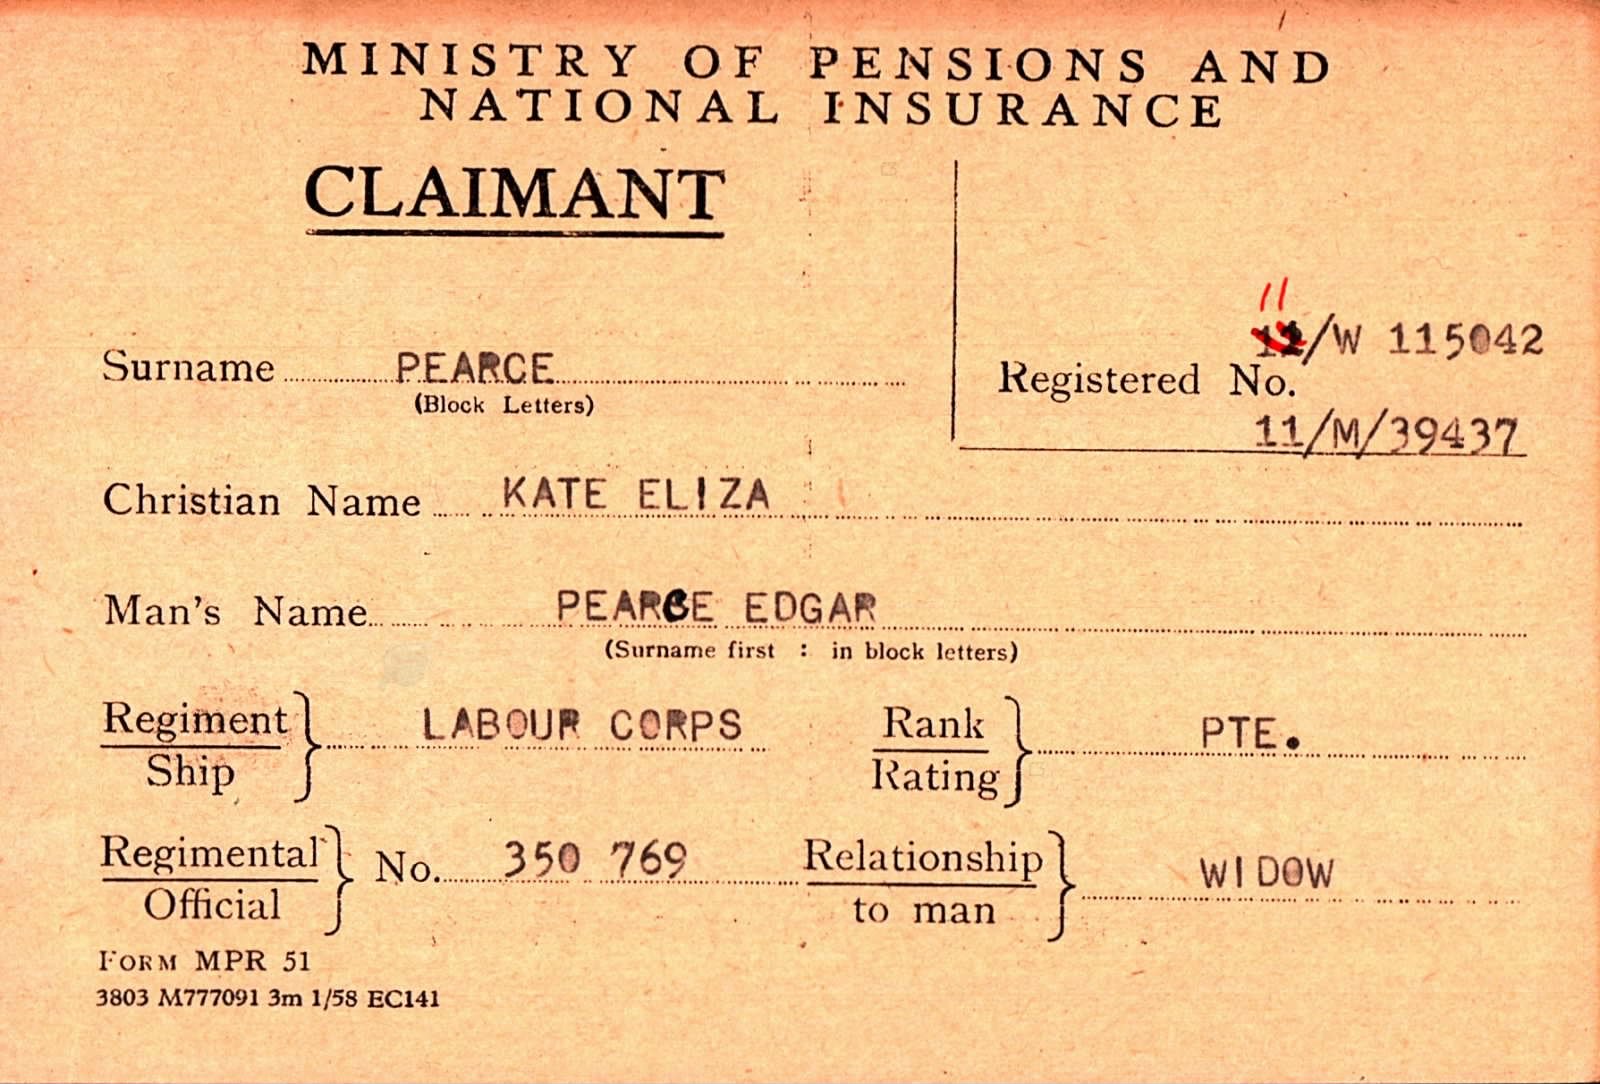 MINISTRY OF PENSIONS AND
NATIONAL INSURANCE
CLAIMANT
11
/W 115042
Surname PEARCE
(Block Letters)
Registered No.
11/M/39437
Christian Name KATE ELIZA
Man's Name PEARCE EDGAR
(Surname first : in block letters)
Regiment
Ship
LABOUR CORPS
Rank
Rating
PTE.
Regimental
Official
No. 350 769
Relationship
to man
WIDOW
FORM MPR 51
3803 M777091 3m 1/58 EC141